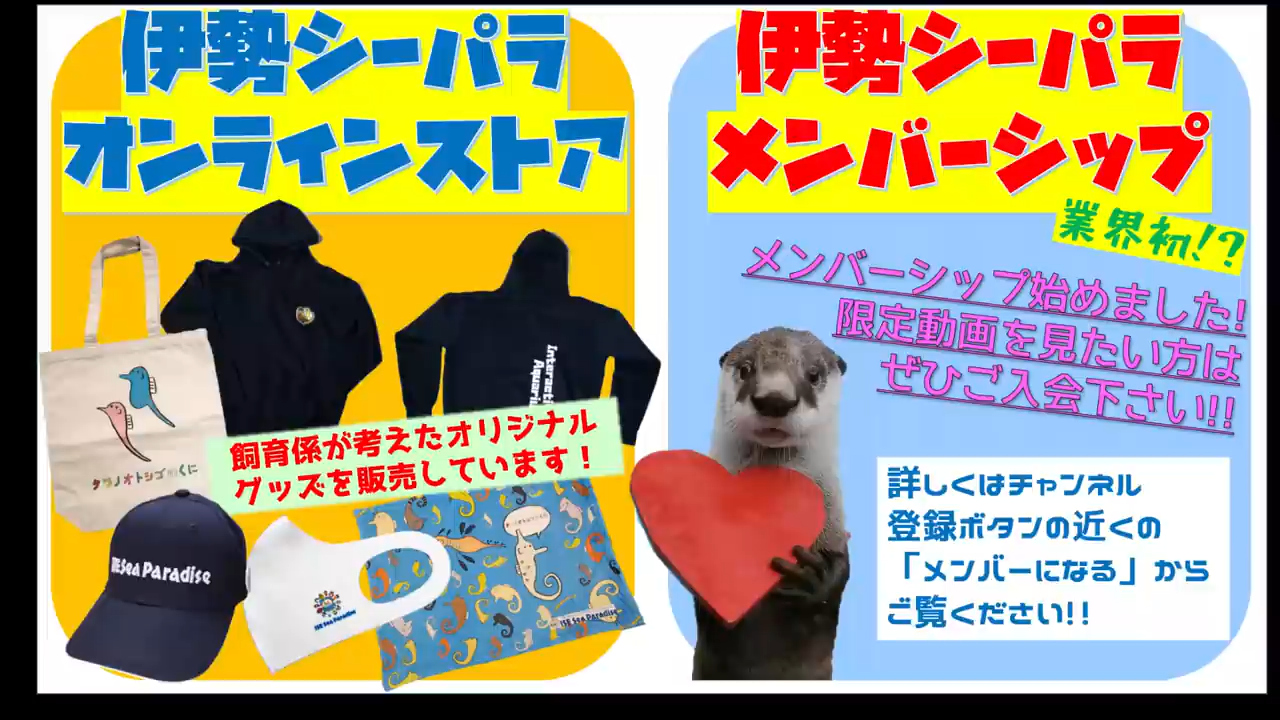 伊勢シーパラ
オンラインストア
タツノオトシゴ
くに
Interacti
Aquari
飼育係が考えたオリジナル
グッズを販売しています！
ISE Sea Paradise
ISE Sea Paradise
ISE Sea Paradise
伊勢シーパラ
メンバーシップ
業界初!?
メンバーシップ始めました!
限定動画を見たい方は
ぜひご入会下さい!!
詳しくはチャンネル
登録ボタンの近くの
「メンバーになる」から
ご覧ください!!